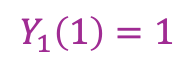 Y₁(1) = 1